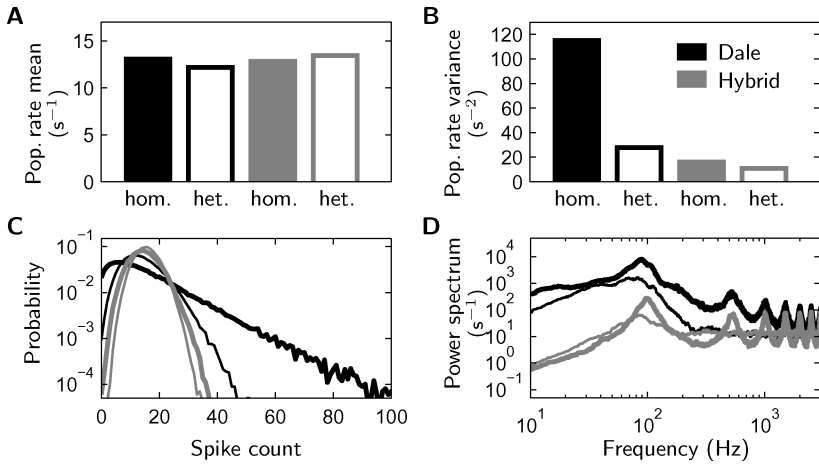 A
Pop. rate mean
(s⁻¹)
15
10
5
0
hom.
het.
hom.
het.
B
Pop. rate variance
(s⁻²)
120
100
80
60
40
20
0
Dale
Hybrid
hom.
het.
hom.
het.
C
Probability
10⁻¹
10⁻²
10⁻³
10⁻⁴
0
20
40
60
80
100
Spike count
D
Power spectrum
(s⁻¹)
10⁴
10³
10²
10¹
10⁰
10⁻¹
10¹
10²
10³
Frequency (Hz)